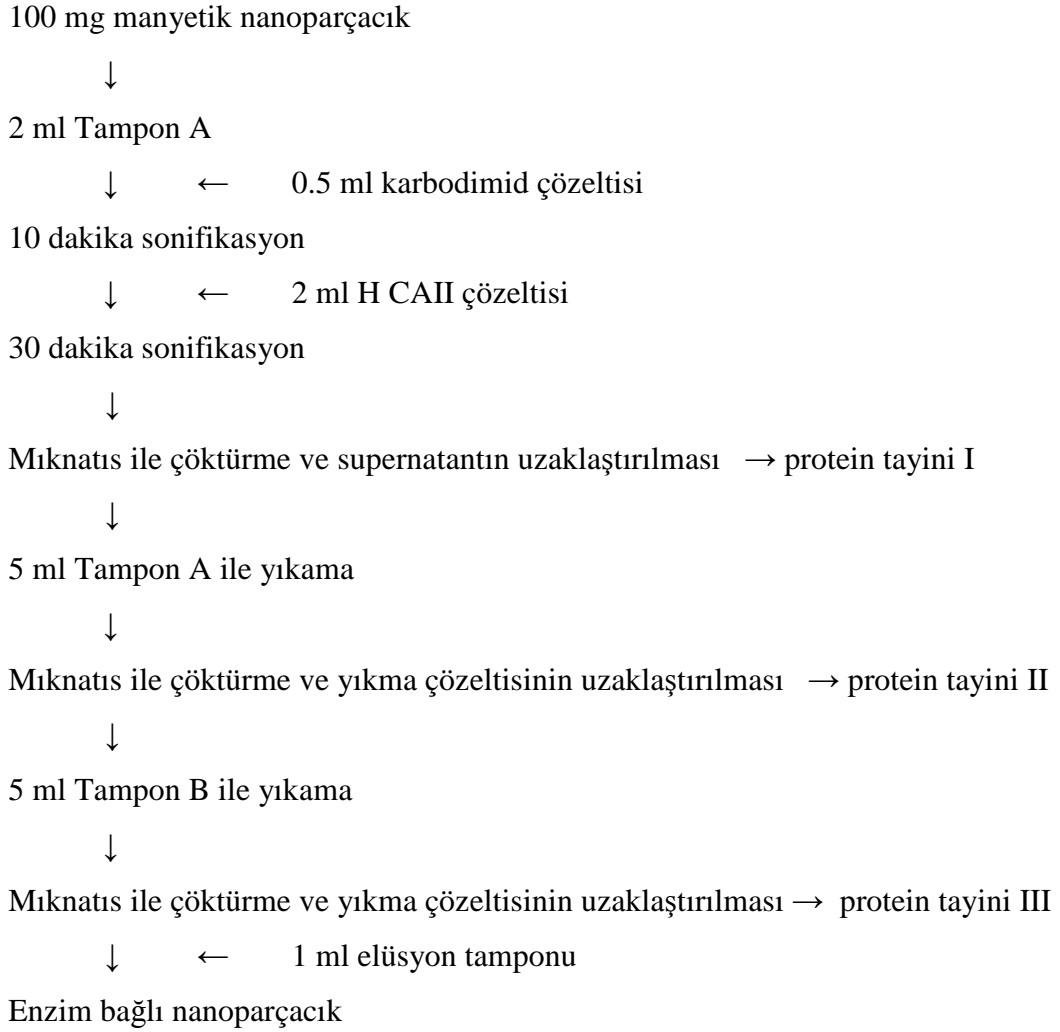 100 mg manyetik nanoparçacık
↓
2 ml Tampon A
↓ ← 0.5 ml karbodimid çözeltisi
10 dakika sonifikasyon
↓ ← 2 ml H CAII çözeltisi
30 dakika sonifikasyon
↓
Mıknatıs ile çöktürme ve supernatantın uzaklaştırılması → protein tayini I
↓
5 ml Tampon A ile yıkama
↓
Mıknatıs ile çöktürme ve yıkma çözeltisinin uzaklaştırılması → protein tayini II
↓
5 ml Tampon B ile yıkama
↓
Mıknatıs ile çöktürme ve yıkma çözeltisinin uzaklaştırılması → protein tayini III
↓ ← 1 ml elüsyon tamponu
Enzim bağlı nanoparçacık